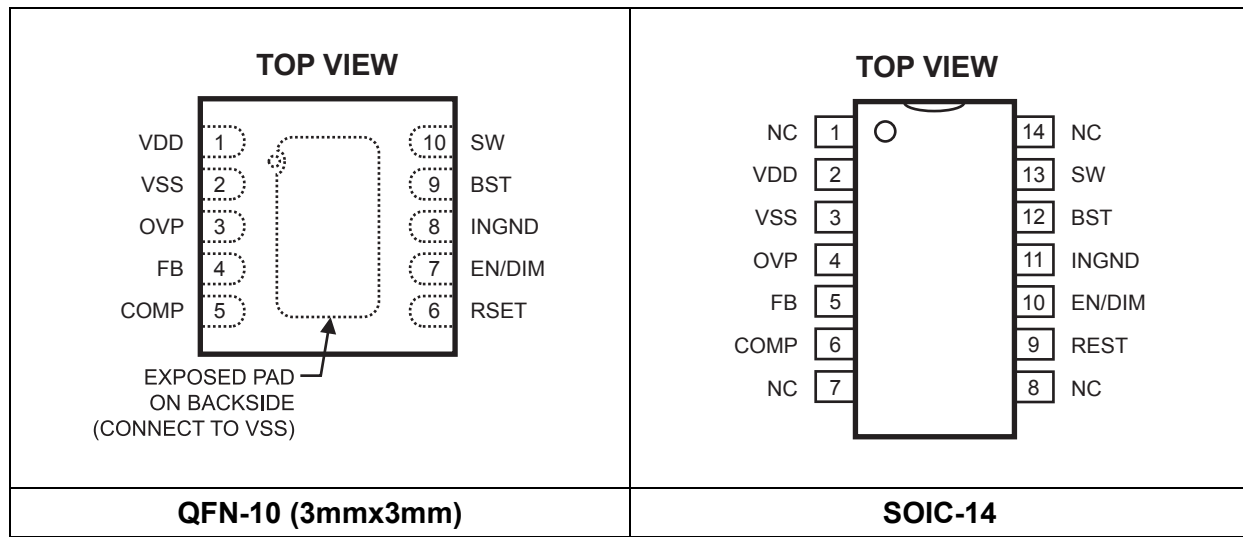 TOP VIEW
VDD 1 10 SW
VSS 2 9 BST
OVP 3 8 INGND
FB 4 7 EN/DIM
COMP 5 6 RSET
EXPOSED PAD
ON BACKSIDE
(CONNECT TO VSS)
QFN-10 (3mmx3mm)
TOP VIEW
NC 1 14 NC
VDD 2 13 SW
VSS 3 12 BST
OVP 4 11 INGND
FB 5 10 EN/DIM
COMP 6 9 REST
NC 7 8 NC
SOIC-14